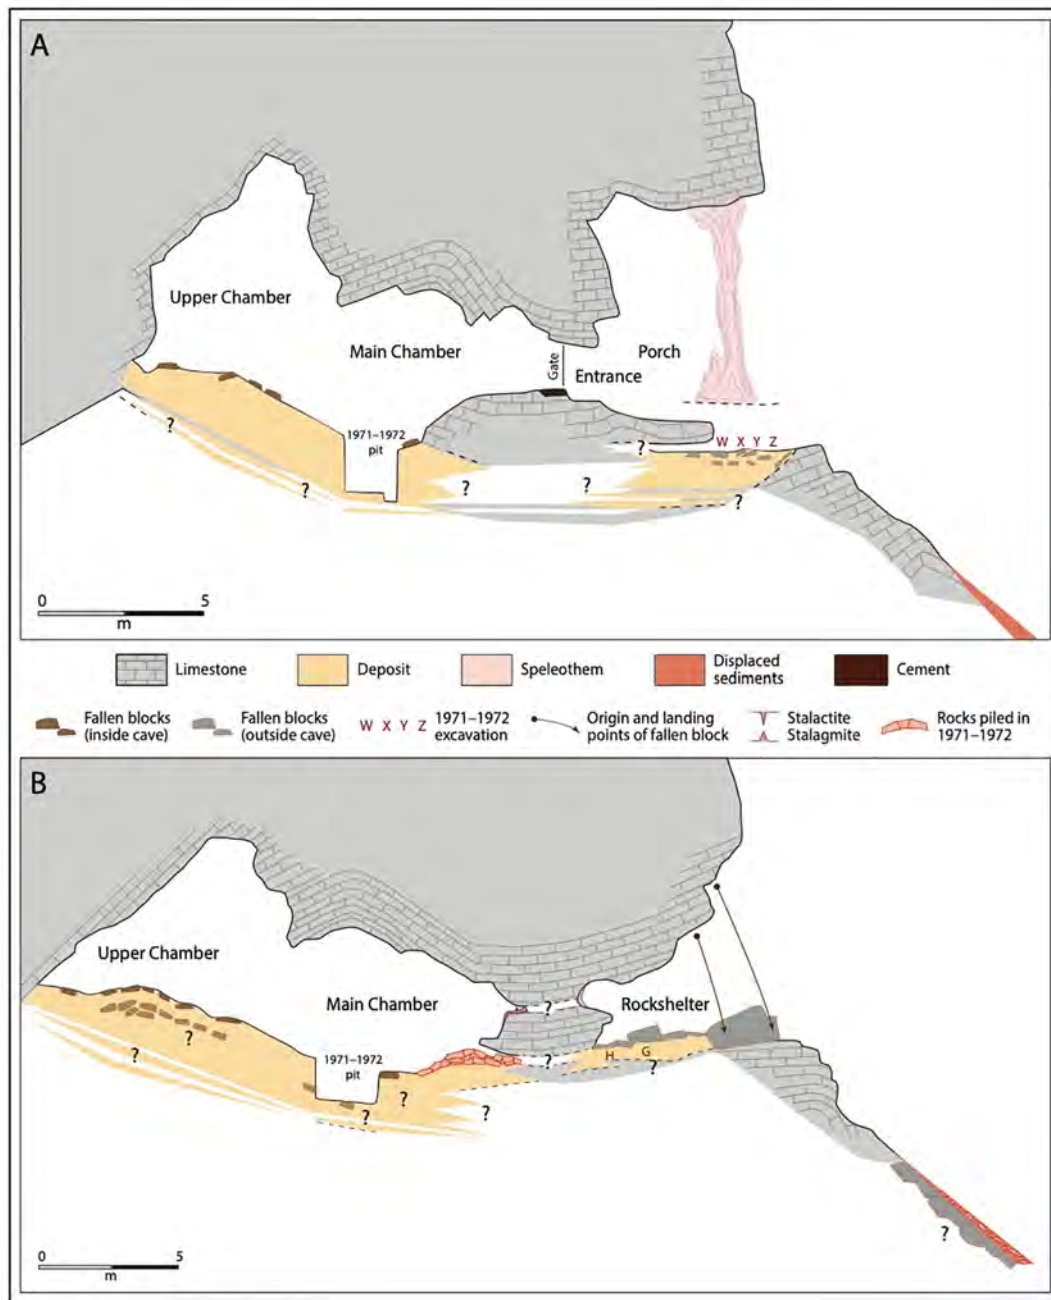 A
Upper Chamber
Main Chamber
Gate
Porch
Entrance
1971–1972
pit
W X Y Z
?
?
?
?
?
?
0 5
m
Limestone
Deposit
Speleothem
Displaced
sediments
Cement
Fallen blocks
(inside cave)
Fallen blocks
(outside cave)
W X Y Z
1971–1972
excavation
Origin and landing
points of fallen block
Stalactite
Stalagmite
Rocks piled in
1971–1972
B
Upper Chamber
Main Chamber
Rockshelter
?
1971–1972
pit
H G
?
?
?
?
?
?
?
?
?
0 5
m